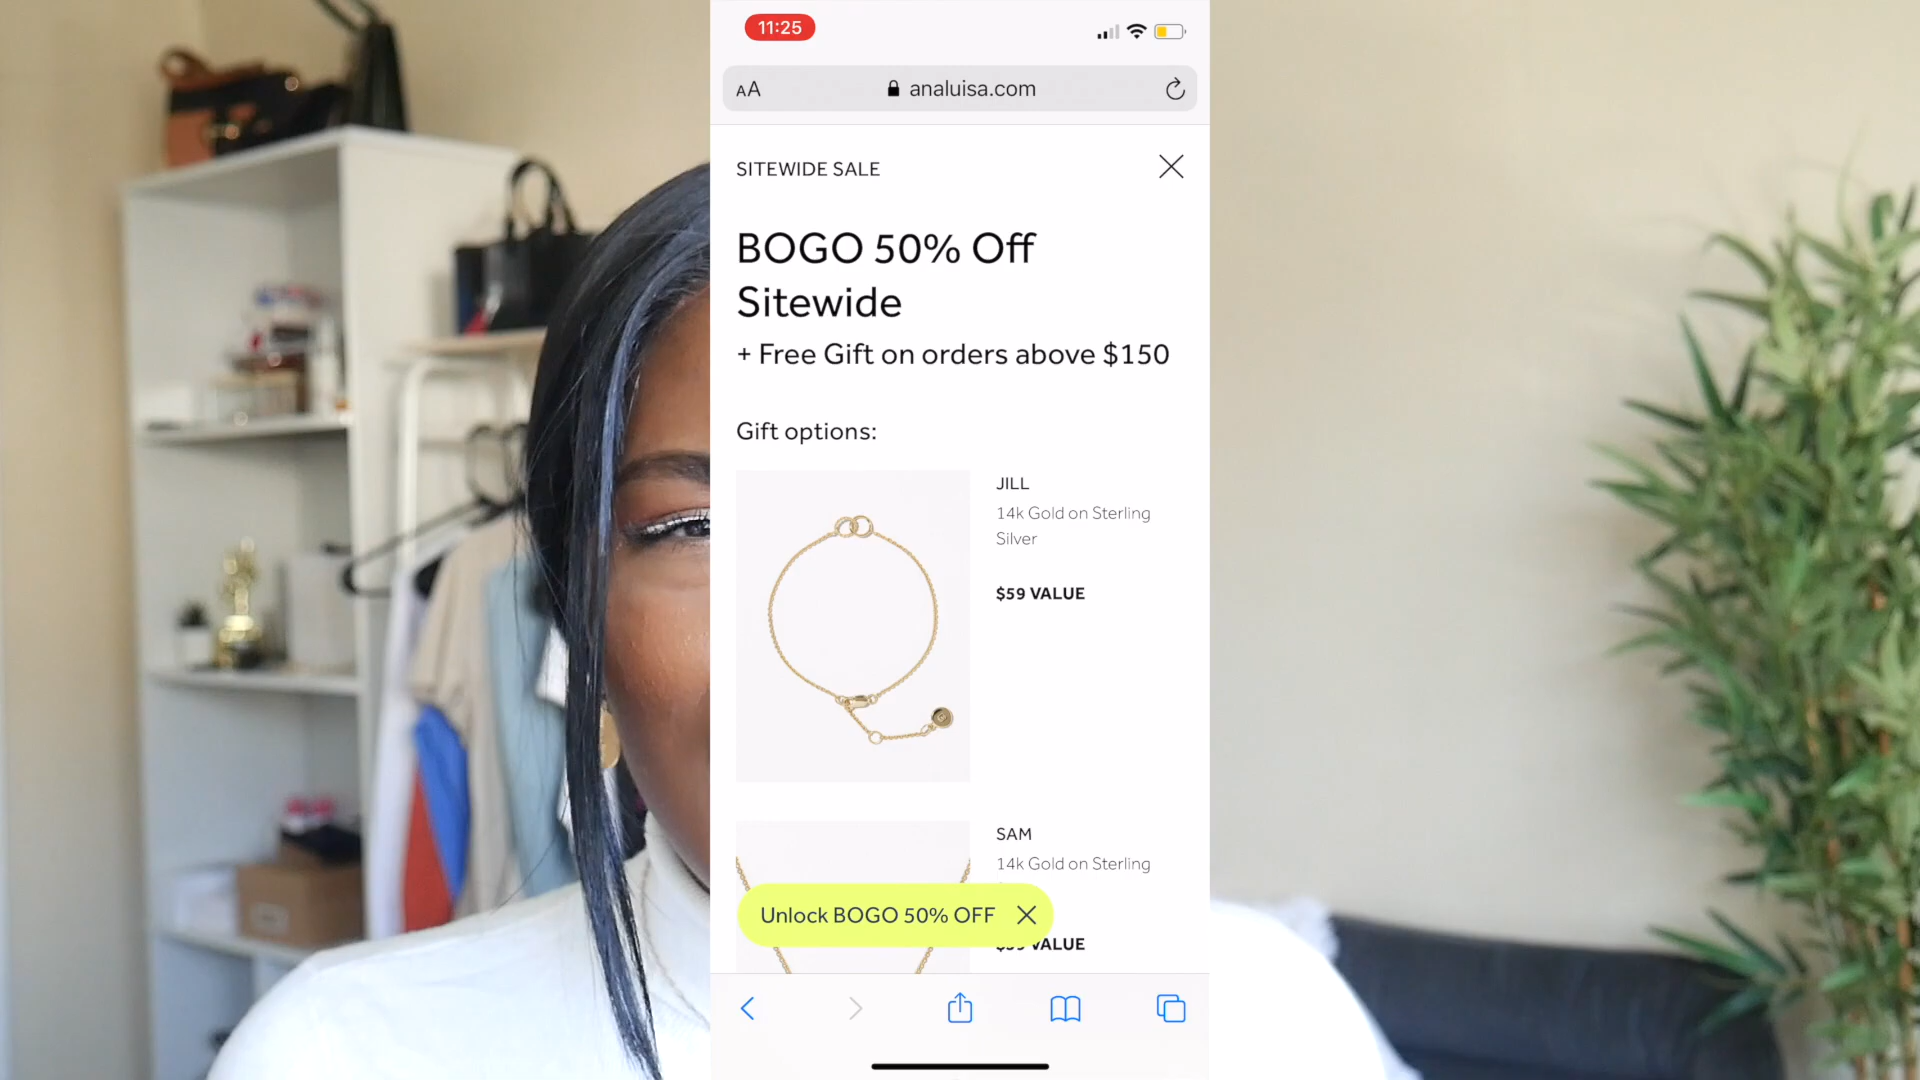 11:25
AA
analuisa.com
SITEWIDE SALE
BOGO 50% Off
Sitewide
+ Free Gift on orders above $150
Gift options:
JILL
14k Gold on Sterling
Silver
$59 VALUE
SAM
14k Gold on Sterling
Unlock BOGO 50% OFF
VALUE